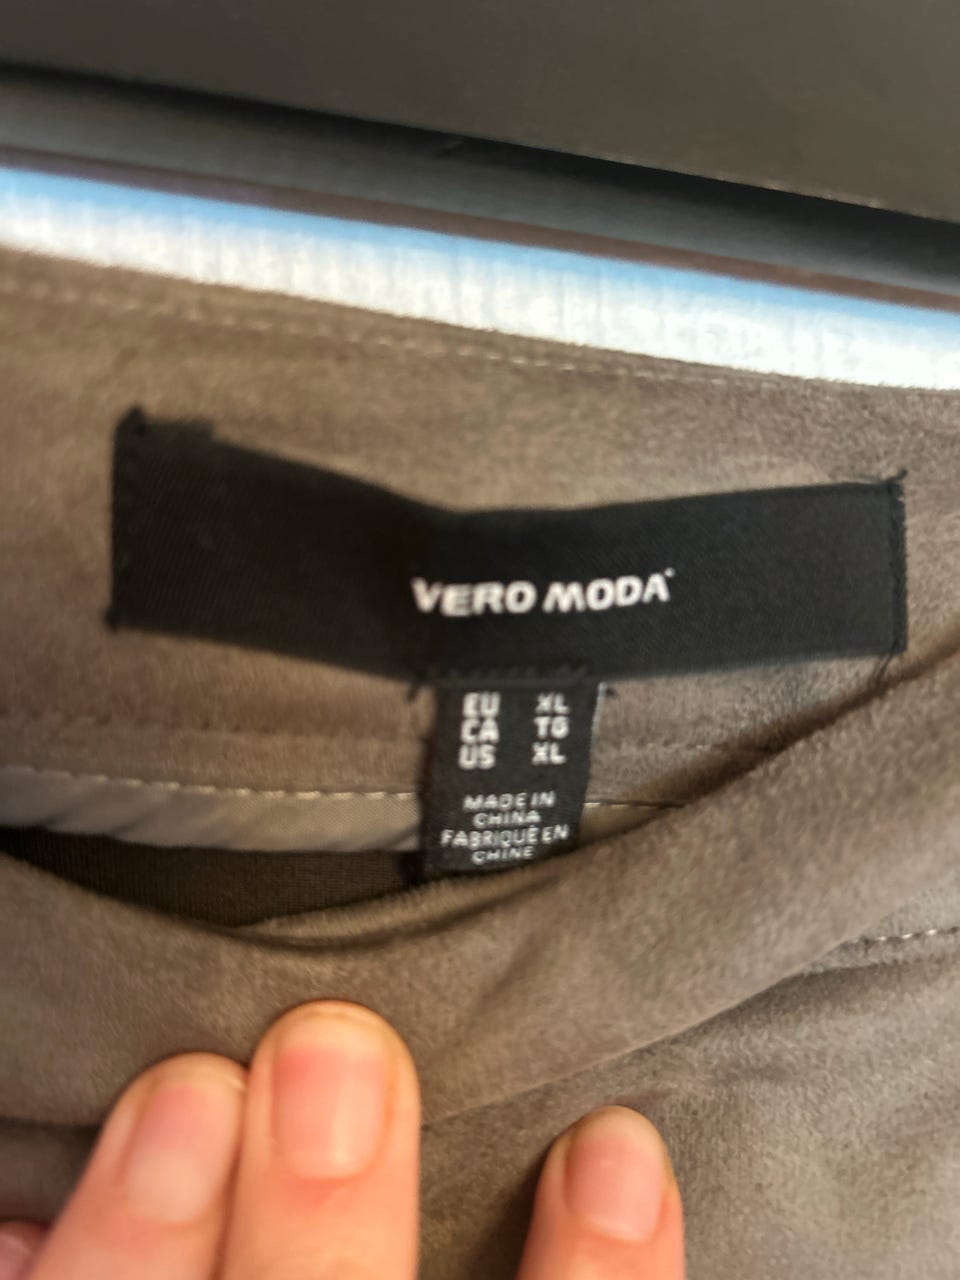 VERO MODA
EU XL
CA TG
US XL
MADE IN
CHINA
FABRIQUÉ EN
CHINE